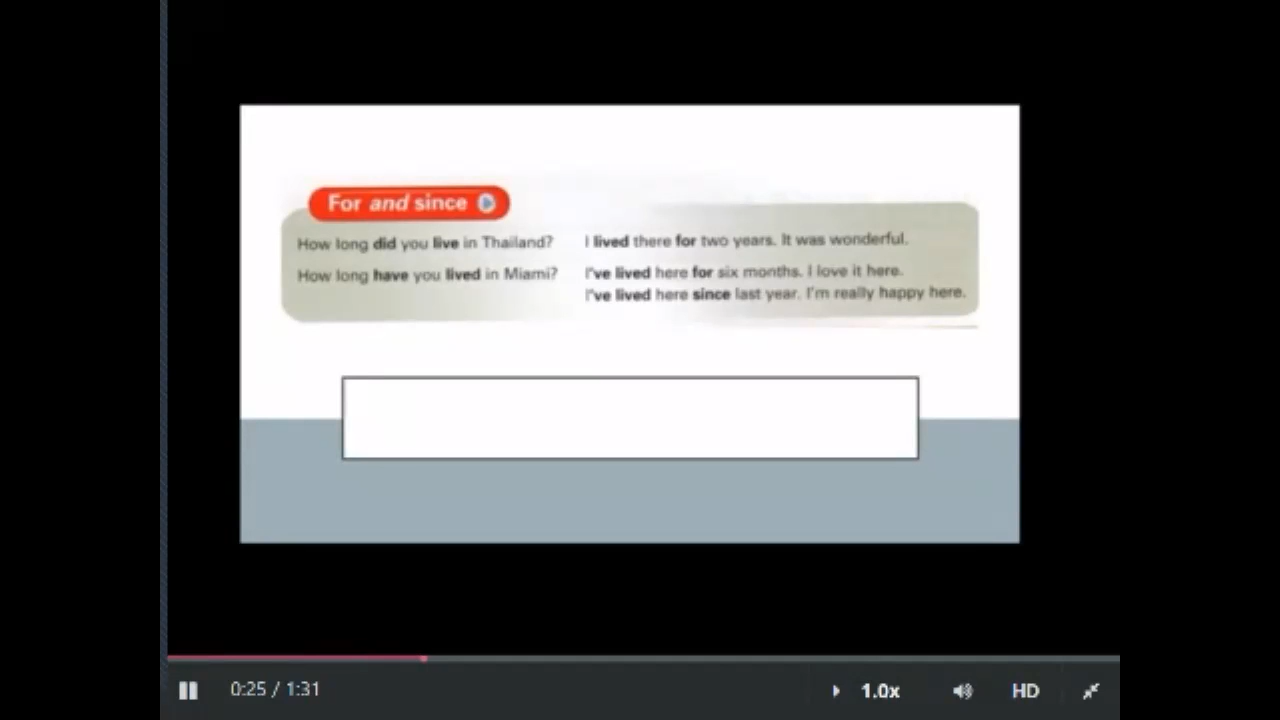 For and since
How long did you live in Thailand? I lived there for two years. It was wonderful.
How long have you lived in Miami? I've lived here for six months. I love it here.
I've lived here since last year. I'm really happy here.
0:25 / 1:31 1.0x HD